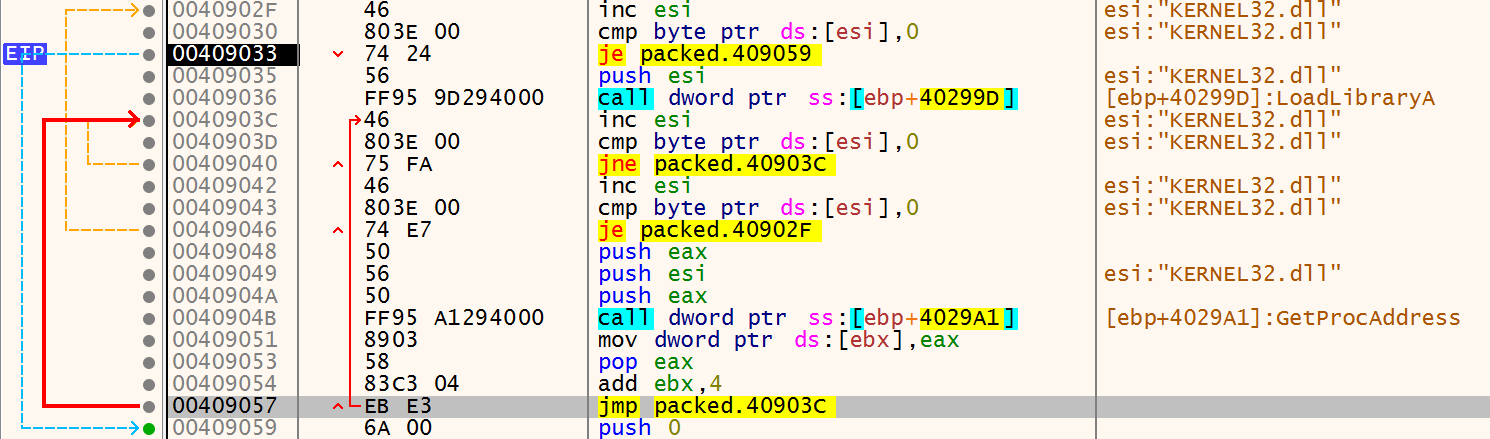 0040902F 46 inc esi esi:"KERNEL32.dll"
00409030 803E 00 cmp byte ptr ds:[esi],0 esi:"KERNEL32.dll"
EIP 00409033 74 24 je packed.409059
00409035 56 push esi esi:"KERNEL32.dll"
00409036 FF95 9D294000 call dword ptr ss:[ebp+40299D] [ebp+40299D]:LoadLibraryA
0040903C 46 inc esi esi:"KERNEL32.dll"
0040903D 803E 00 cmp byte ptr ds:[esi],0 esi:"KERNEL32.dll"
00409040 75 FA jne packed.40903C
00409042 46 inc esi esi:"KERNEL32.dll"
00409043 803E 00 cmp byte ptr ds:[esi],0 esi:"KERNEL32.dll"
00409046 74 E7 je packed.40902F
00409048 50 push eax
00409049 56 push esi esi:"KERNEL32.dll"
0040904A 50 push eax
0040904B FF95 A1294000 call dword ptr ss:[ebp+4029A1] [ebp+4029A1]:GetProcAddress
00409051 8903 mov dword ptr ds:[ebx],eax
00409053 58 pop eax
00409054 83C3 04 add ebx,4
00409057 EB E3 jmp packed.40903C
00409059 6A 00 push 0